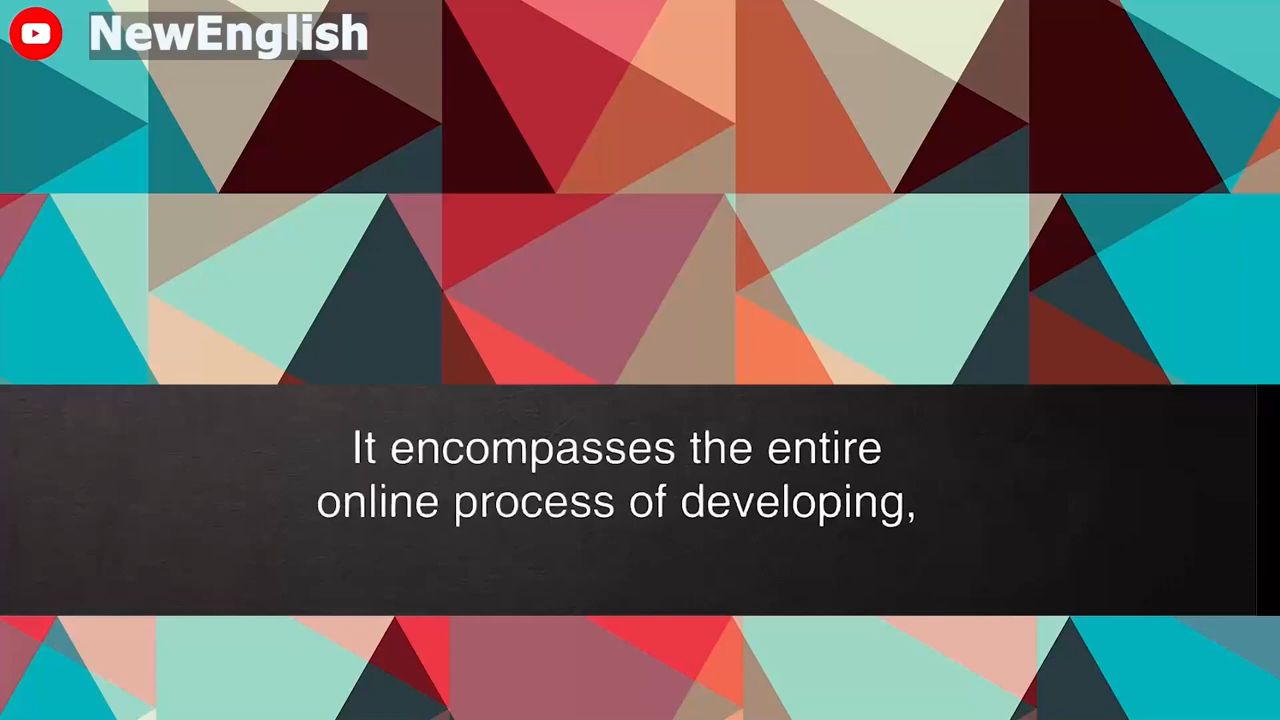 NewEnglish
It encompasses the entire
online process of developing,